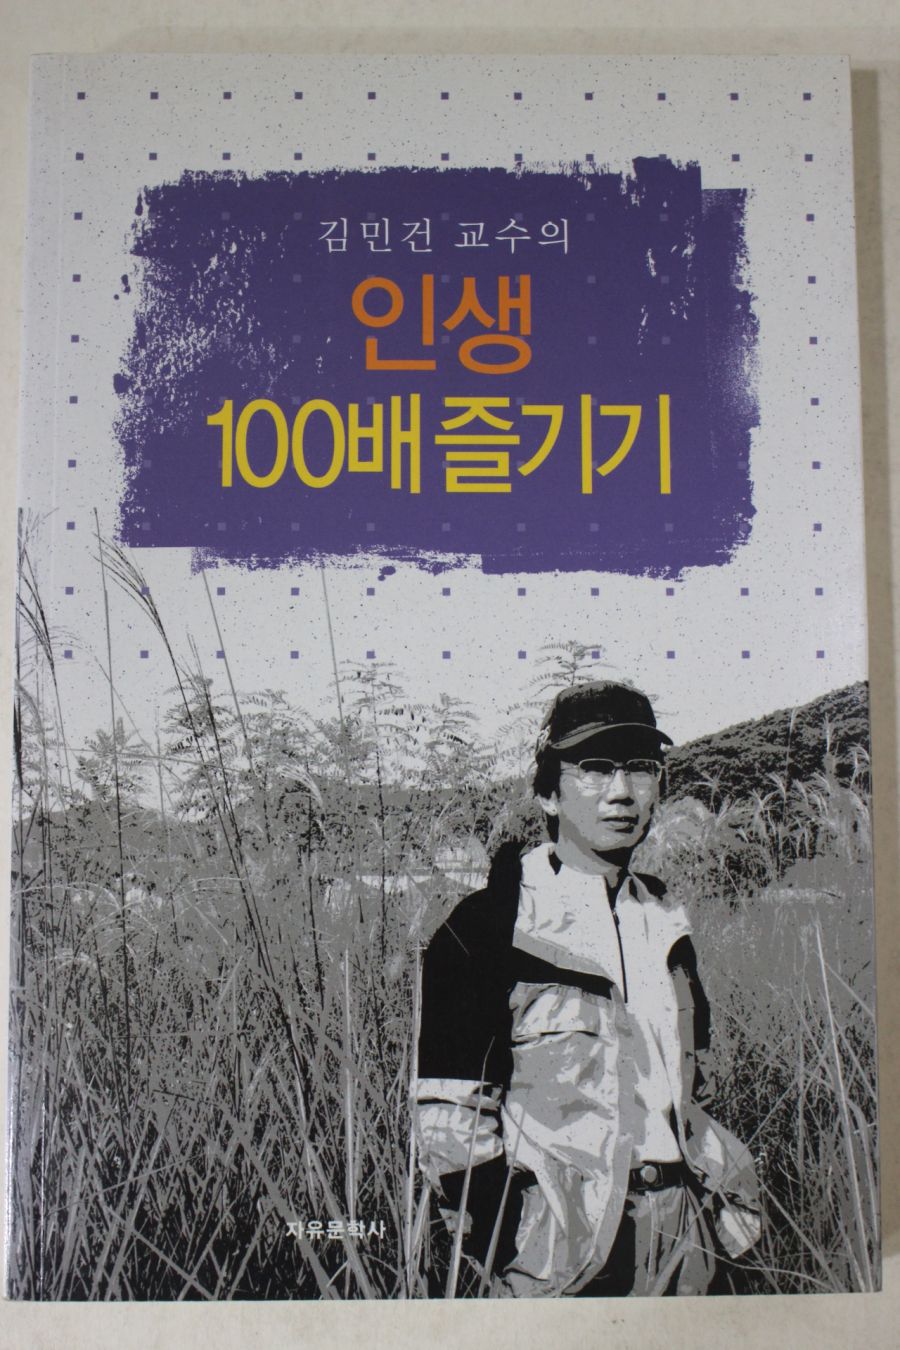 김민건 교수의
인생
100배 즐기기
자유문학사